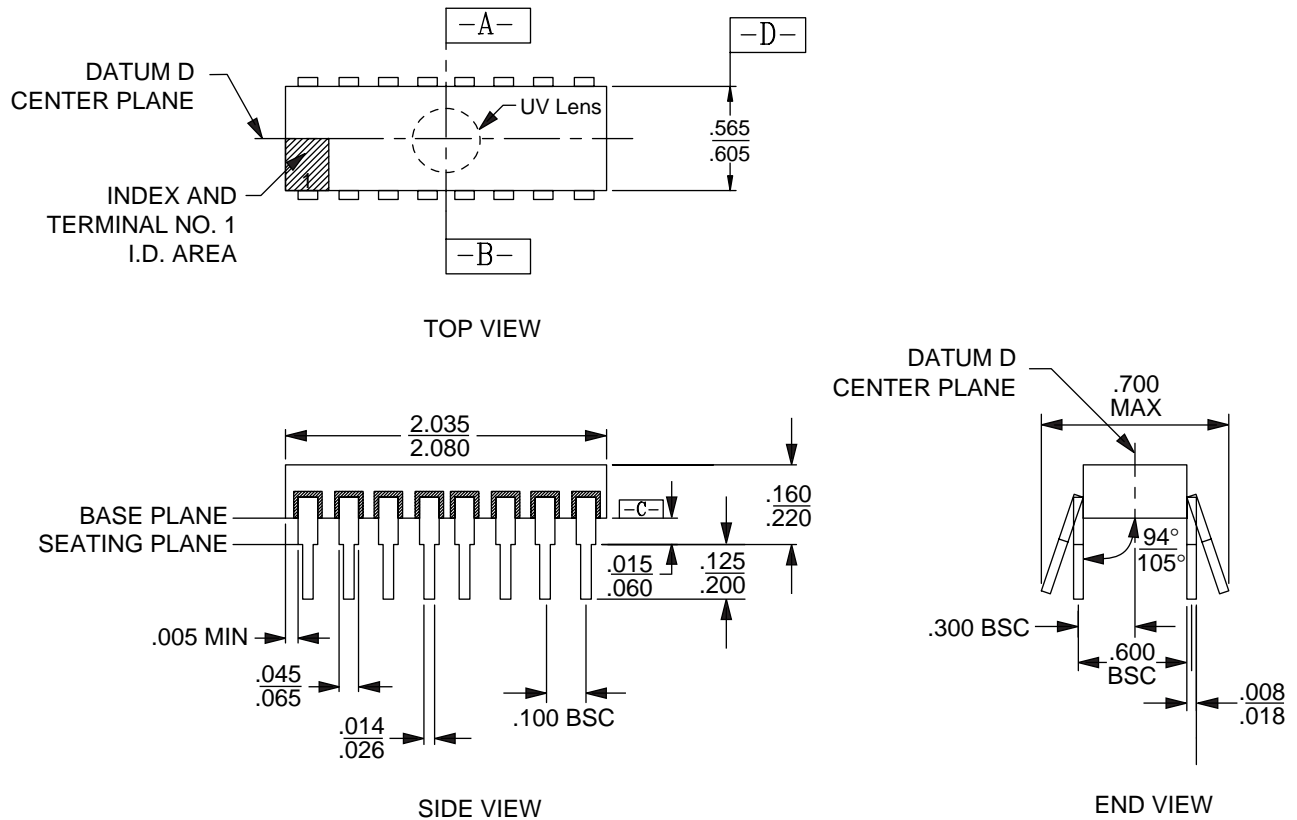 -A-
-D-
DATUM D
CENTER PLANE
UV Lens
.565
.605
1
INDEX AND
TERMINAL NO. 1
I.D. AREA
-B-
TOP VIEW
DATUM D
CENTER PLANE
.700
MAX
2.035
2.080
.160
.220
BASE PLANE
-C-
SEATING PLANE
.015
.060
.125
.200
94°
105°
.005 MIN
.300 BSC
.600
BSC
.045
.065
.100 BSC
.008
.018
.014
.026
SIDE VIEW
END VIEW